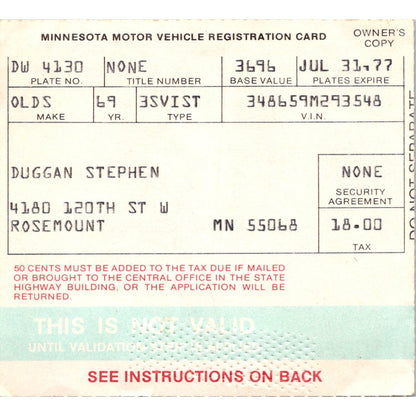 MINNESOTA MOTOR VEHICLE REGISTRATION CARD
OWNER'S
COPY
DW 4130 NONE 3696 JUL 31,77
PLATE NO. TITLE NUMBER BASE VALUE PLATES EXPIRE
OLDS 69 3SVIST 348659M293548
MAKE YR. TYPE V.I.N.
DUGGAN STEPHEN NONE
SECURITY
AGREEMENT
4180 120TH ST W
ROSEMOUNT MN 55068 18.00
TAX
DO NOT SEPARATE
50 CENTS MUST BE ADDED TO THE TAX DUE IF MAILED
OR BROUGHT TO THE CENTRAL OFFICE IN THE STATE
HIGHWAY BUILDING, OR THE APPLICATION WILL BE
RETURNED.
THIS IS NOT VALID
UNTIL VALIDATION
SEE INSTRUCTIONS ON BACK